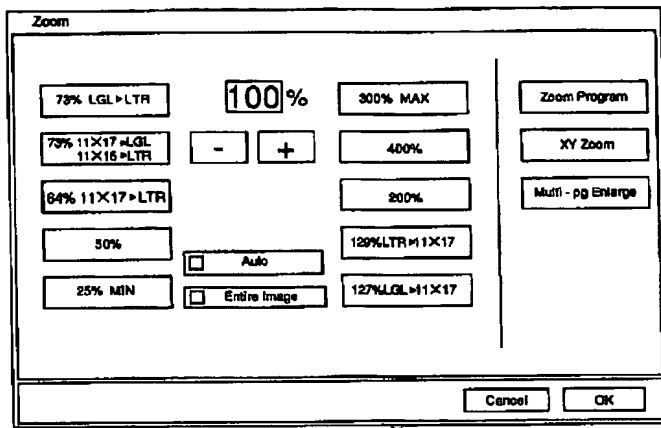 Zoom
73% LGL▶LTR
100%
300% MAX
Zoom Program
73% 11X17▶LGL
11X15▶LTR
-
+
400%
XY Zoom
64% 11X17▶LTR
200%
Multi - pg Enlarge
50%
129%LTR▶11X17
Auto
25% MIN
Entire Image
127%LGL▶11X17
Cancel
OK